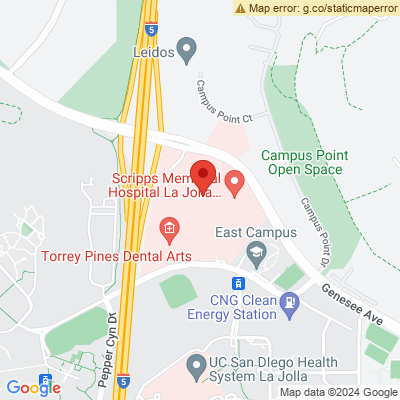 Map error: g.co/staticmaperror
5
Leidos
Campus Point Ct
Scripps Memorial
Hospital La Jolla...
Campus Point
Open Space
Campus Point Dr.
East Campus
Torrey Pines Dental Arts
Genesee Ave
CNG Clean
Energy Station
Pepper Cyn Dr
UC San DIego Health
System La Jolla
5
Google
Map data ©2024 Google